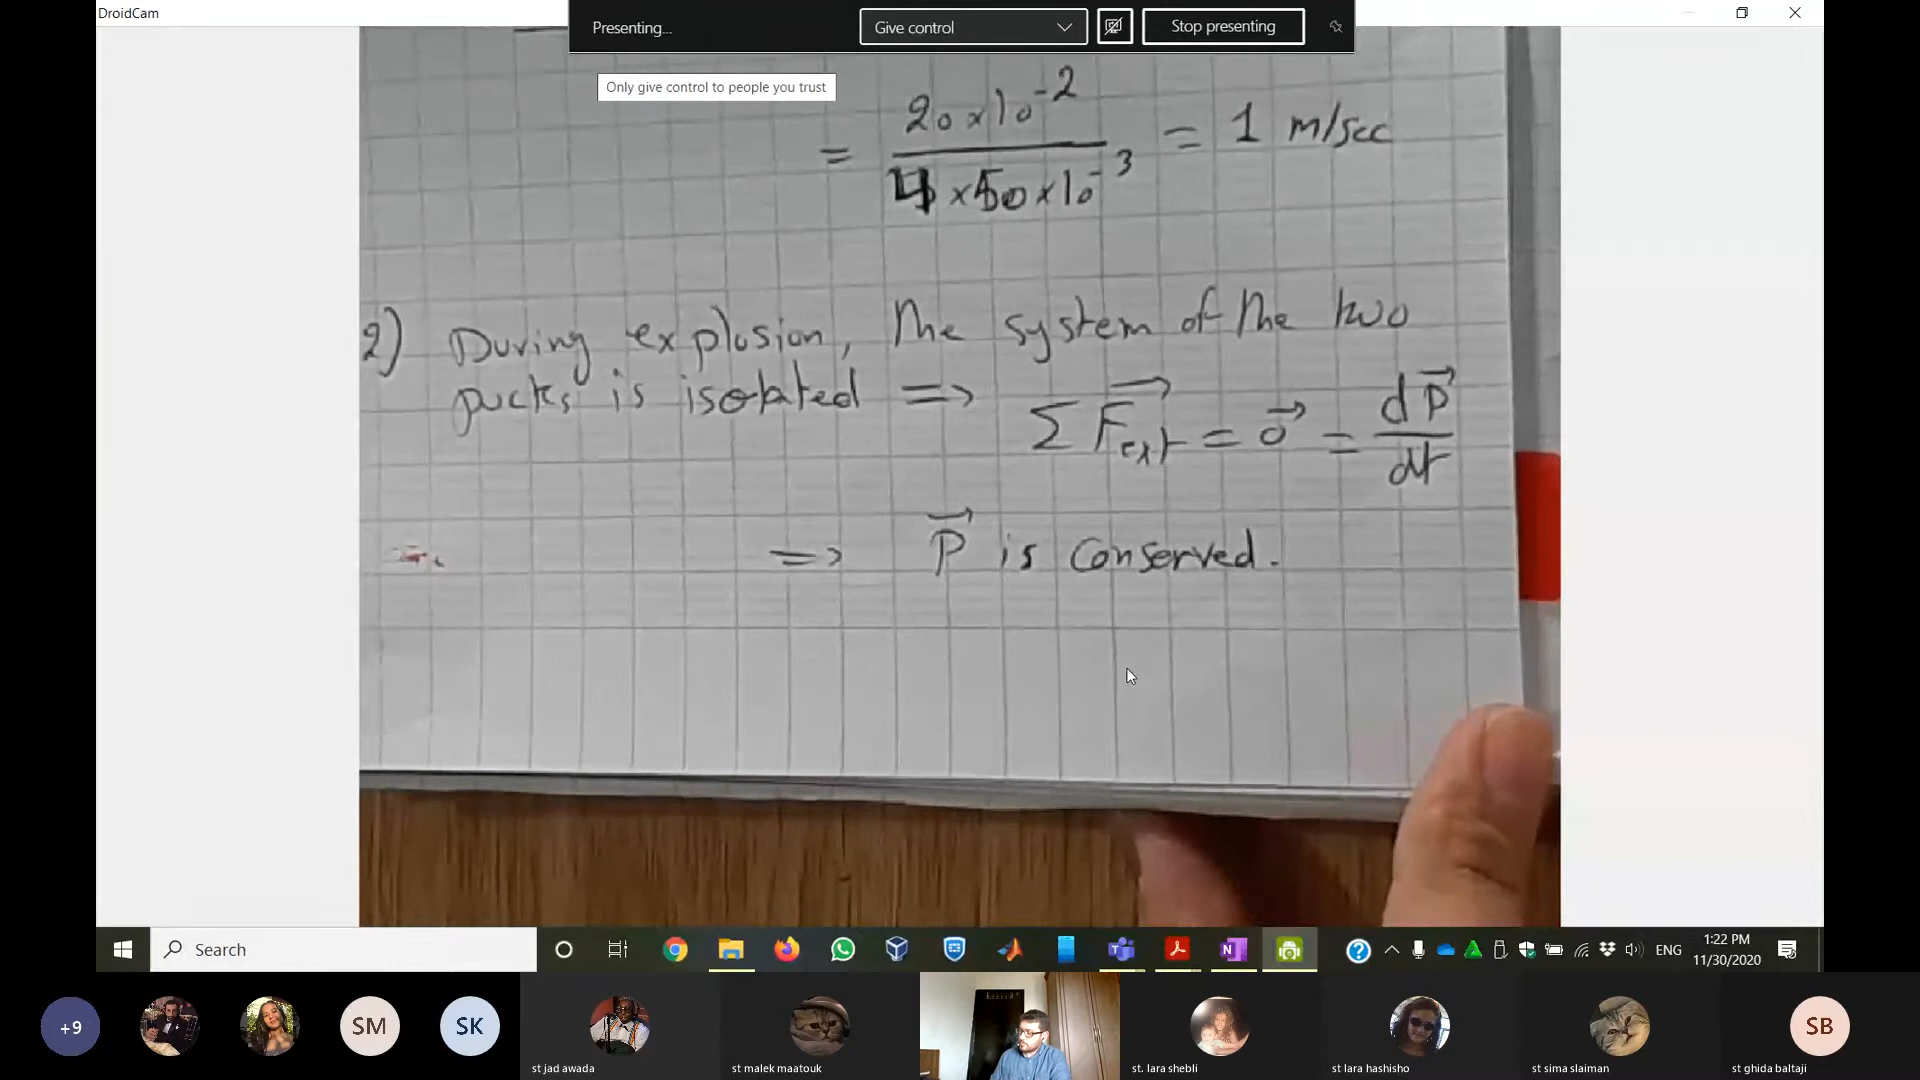 DroidCam
Presenting...
Give control
Stop presenting
Only give control to people you trust
= 20 x 10⁻² / 4 x 50 x 10⁻³ = 1 m/sec
2) During explosion, the system of the two
pucks is isolated => Σ F⃗ext = 0⃗ = dP⃗/dt
=> P⃗ is conserved.
Search
ENG
1:22 PM
11/30/2020
+9
SM
SK
st jad awada
st malek maatouk
st. lara shebli
st lara hashisho
st sima slaiman
SB
st ghida baltaji